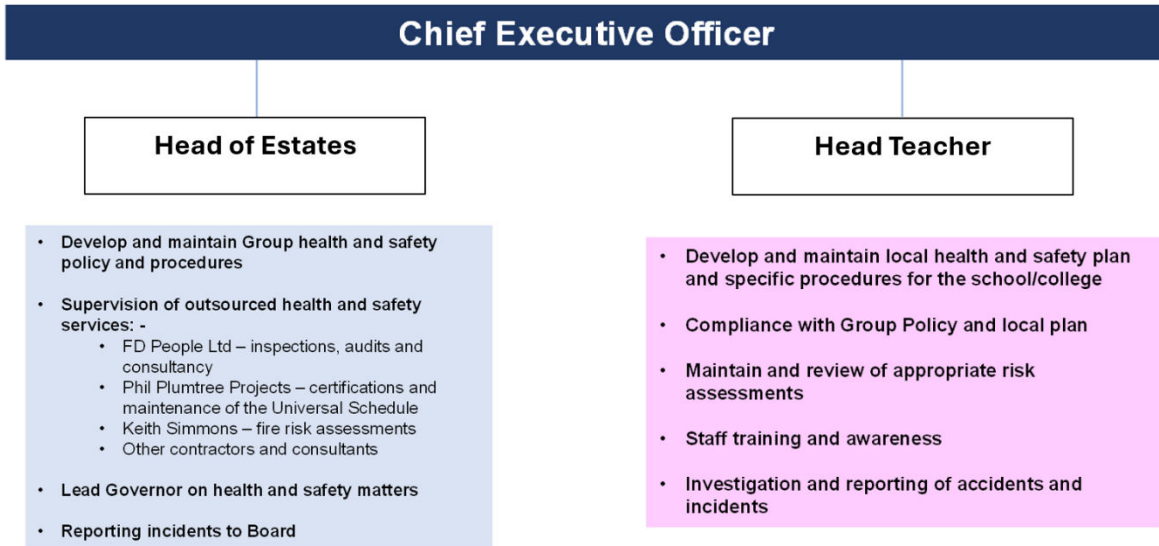 Chief Executive Officer
Head of Estates
• Develop and maintain Group health and safety
policy and procedures
• Supervision of outsourced health and safety
services: -
• FD People Ltd – inspections, audits and
consultancy
• Phil Plumtree Projects – certifications and
maintenance of the Universal Schedule
• Keith Simmons – fire risk assessments
• Other contractors and consultants
• Lead Governor on health and safety matters
• Reporting incidents to Board
Head Teacher
• Develop and maintain local health and safety plan
and specific procedures for the school/college
• Compliance with Group Policy and local plan
• Maintain and review of appropriate risk
assessments
• Staff training and awareness
• Investigation and reporting of accidents and
incidents